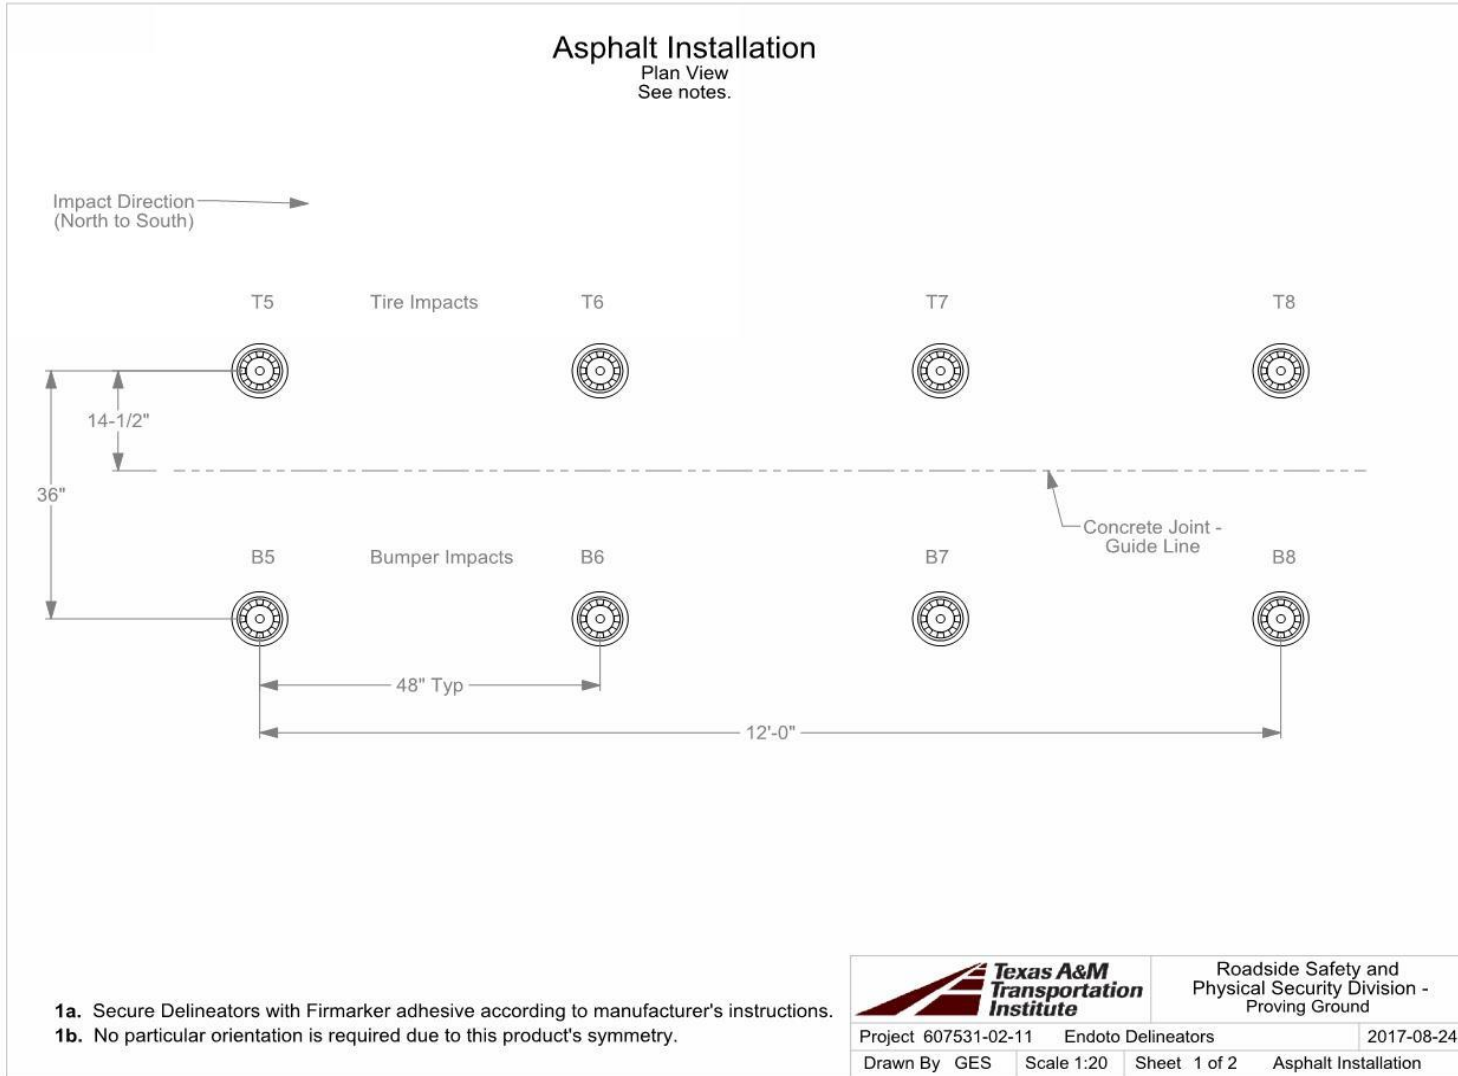 Asphalt Installation
Plan View
See notes.
Impact Direction
(North to South)
T5 Tire Impacts T6 T7 T8
14-1/2"
36"
Concrete Joint -
Guide Line
B5 Bumper Impacts B6 B7 B8
48" Typ
12'-0"
1a. Secure Delineators with Firmarker adhesive according to manufacturer's instructions.
1b. No particular orientation is required due to this product's symmetry.
Texas A&M
Transportation
Institute
Roadside Safety and
Physical Security Division -
Proving Ground
Project 607531-02-11 Endoto Delineators 2017-08-24
Drawn By GES Scale 1:20 Sheet 1 of 2 Asphalt Installation